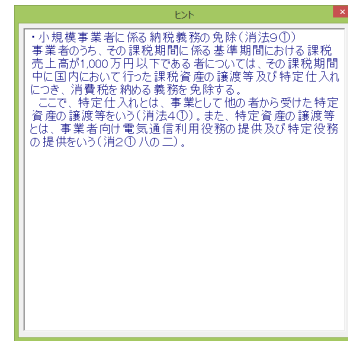 ヒント
・小規模事業者に係る納税義務の免除(消法9①)
事業者のうち、その課税期間に係る基準期間における課税
売上高が1,000万円以下である者については、その課税期間
中に国内において行った課税資産の譲渡等及び特定仕入れ
につき、消費税を納める義務を免除する。
ここで、特定仕入れとは、事業として他の者から受けた特定
資産の譲渡等をいう(消法4①)。また、特定資産の譲渡等
とは、事業者向け電気通信利用役務の提供及び特定役務
の提供をいう(消2①八の二)。